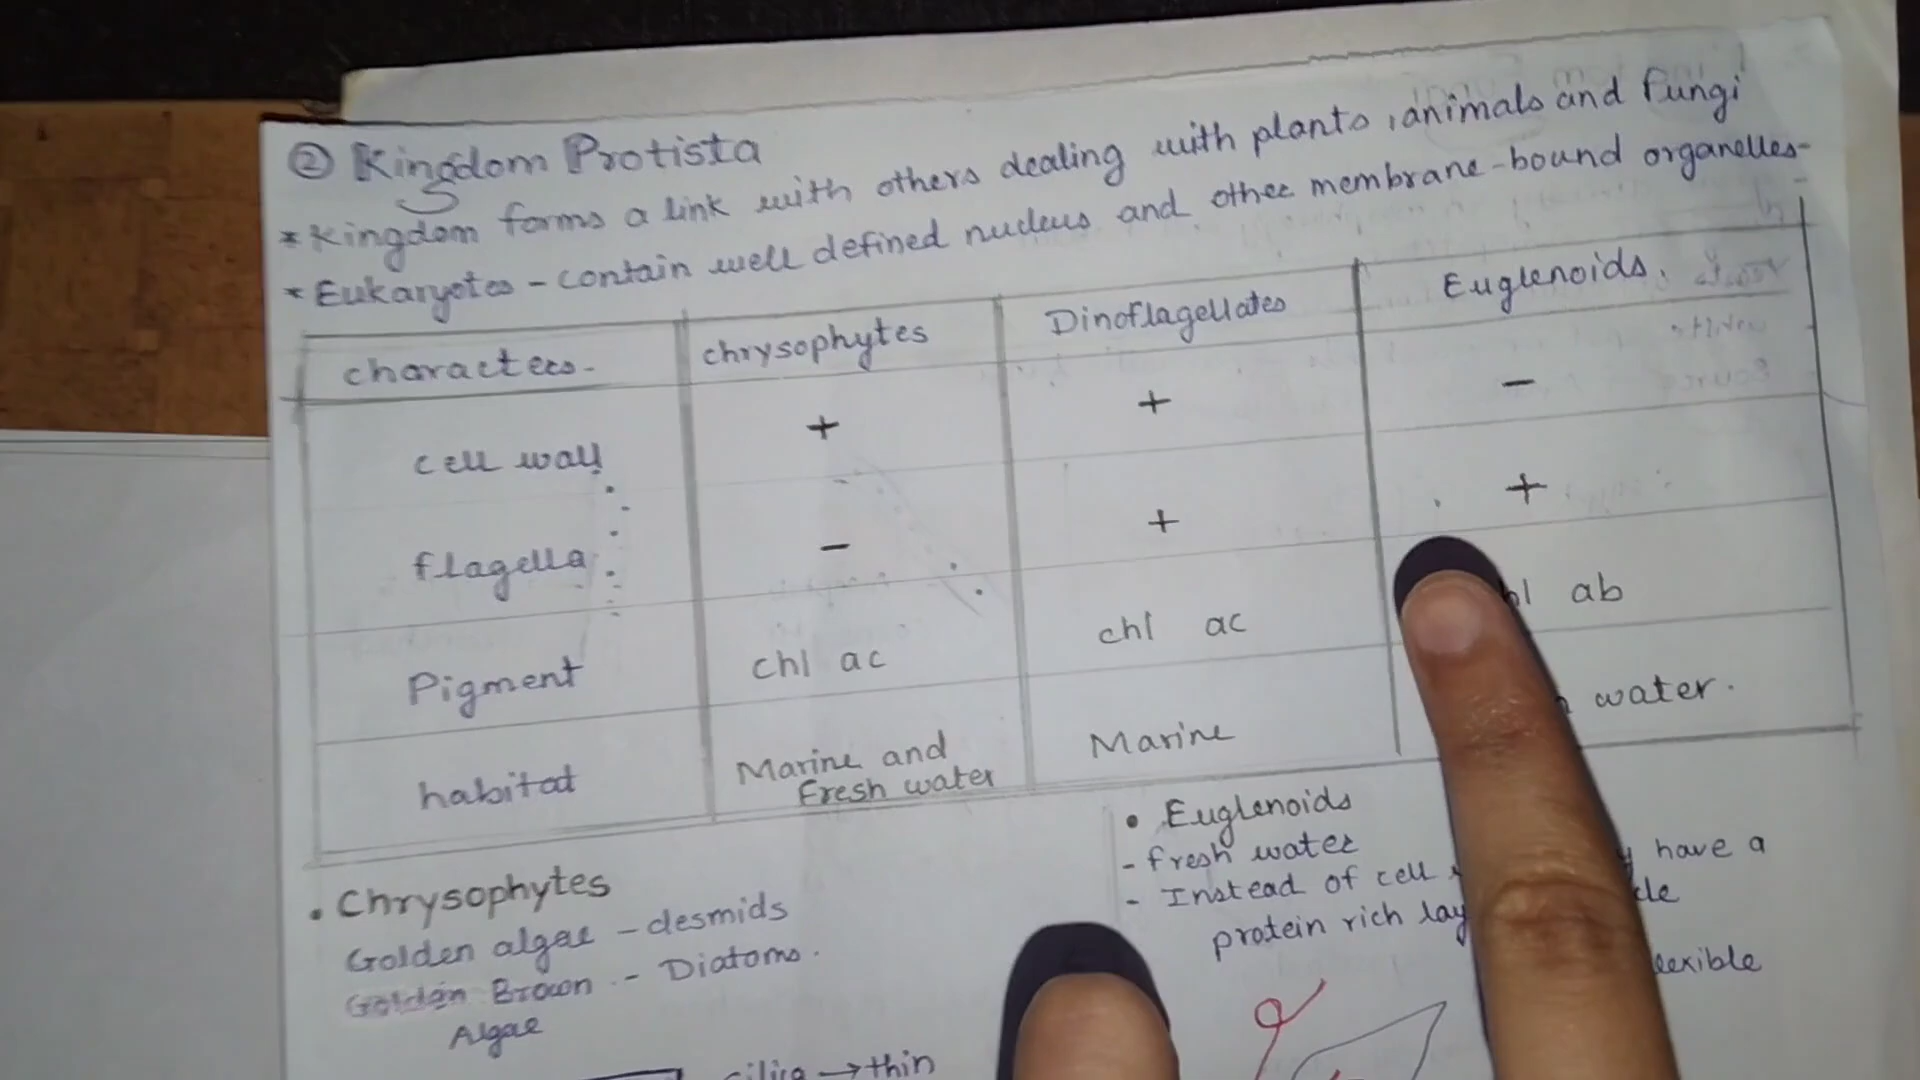 ② Kingdom Protista
* Kingdom forms a link with others dealing with plants, animals and fungi
* Eukaryotes - contain well defined nucleus and other membrane-bound organelles-
characters- chrysophytes Dinoflagellates Euglenoids.
cell wall + + -
flagella - + +
Pigment chl ac chl ac ab
habitat Marine and Marine water.
Fresh water
• Chrysophytes
Golden algae - desmids
Golden Brown - Diatoms.
Algae
silica → thin
• Euglenoids
- fresh water
- Instead of cell have a
protein rich
flexible